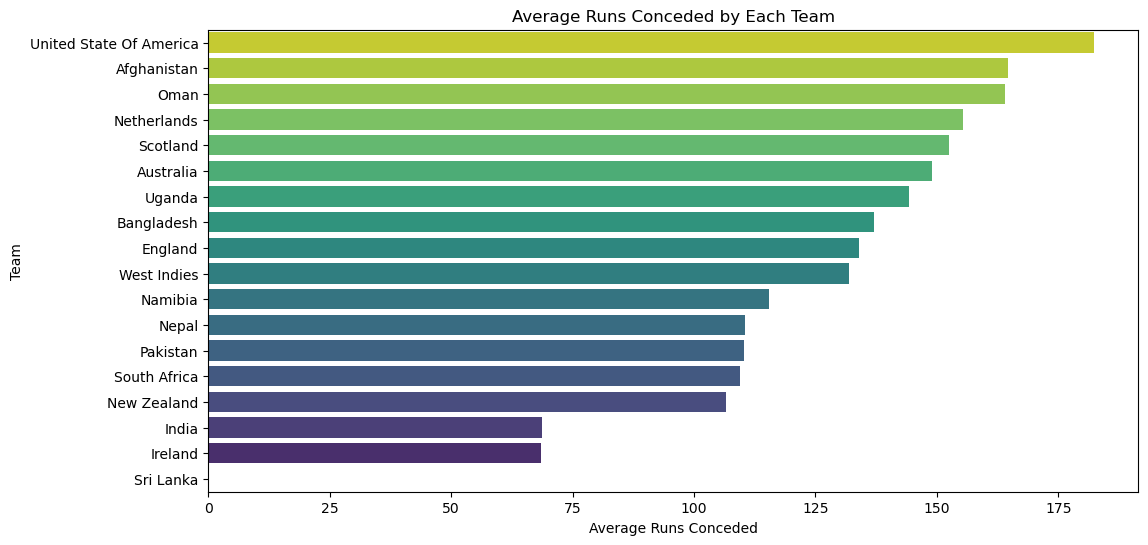 Average Runs Conceded by Each Team
Team
United State Of America
Afghanistan
Oman
Netherlands
Scotland
Australia
Uganda
Bangladesh
England
West Indies
Namibia
Nepal
Pakistan
South Africa
New Zealand
India
Ireland
Sri Lanka
0 25 50 75 100 125 150 175
Average Runs Conceded